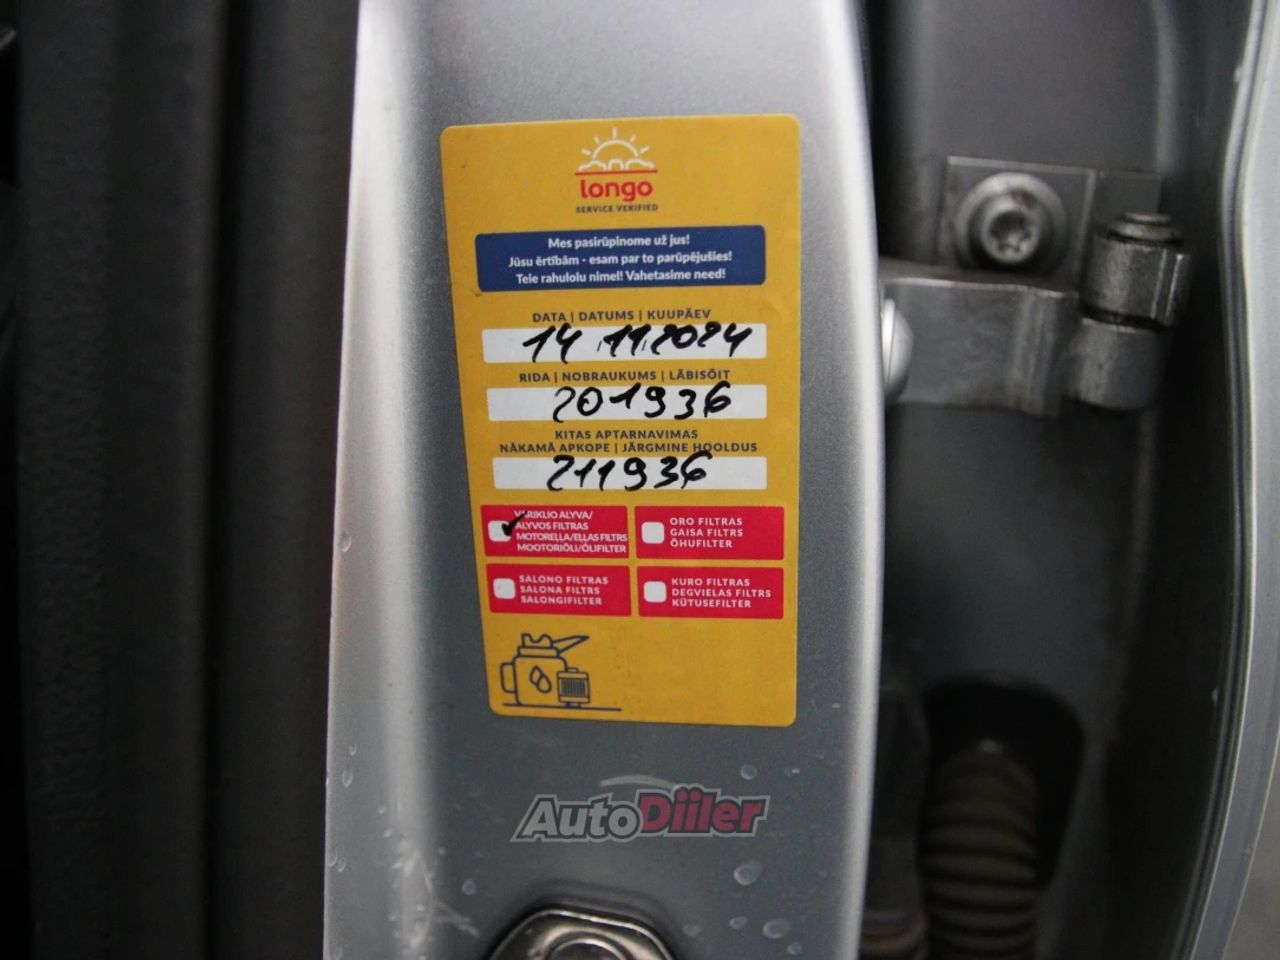 longo
SERVICE VERIFIED
Mes pasirūpinome už jus!
Jūsu ērtībām - esam par to parūpējušies!
Teie rahulolu nimel! Vahetasime need!
DATA | DATUMS | KUUPÄEV
14.11.2024
RIDA | NOBRAUKUMS | LÄBISÕIT
201936
KITAS APTARNAVIMAS
NĀKAMĀ APKOPE | JÄRGMINE HOOLDUS
211936
VARIKLIO ALYVA/
ALYVOS FILTRAS
MOTOREĻĻA/EĻĻAS FILTRS
MOOTORIÕLI/ÕLIFILTER
ORO FILTRAS
GAISA FILTRS
ÕHUFILTER
SALONO FILTRAS
SALONA FILTRS
SALONGIFILTER
KURO FILTRAS
DEGVIELAS FILTRS
KÜTUSEFILTER
AutoDiiler